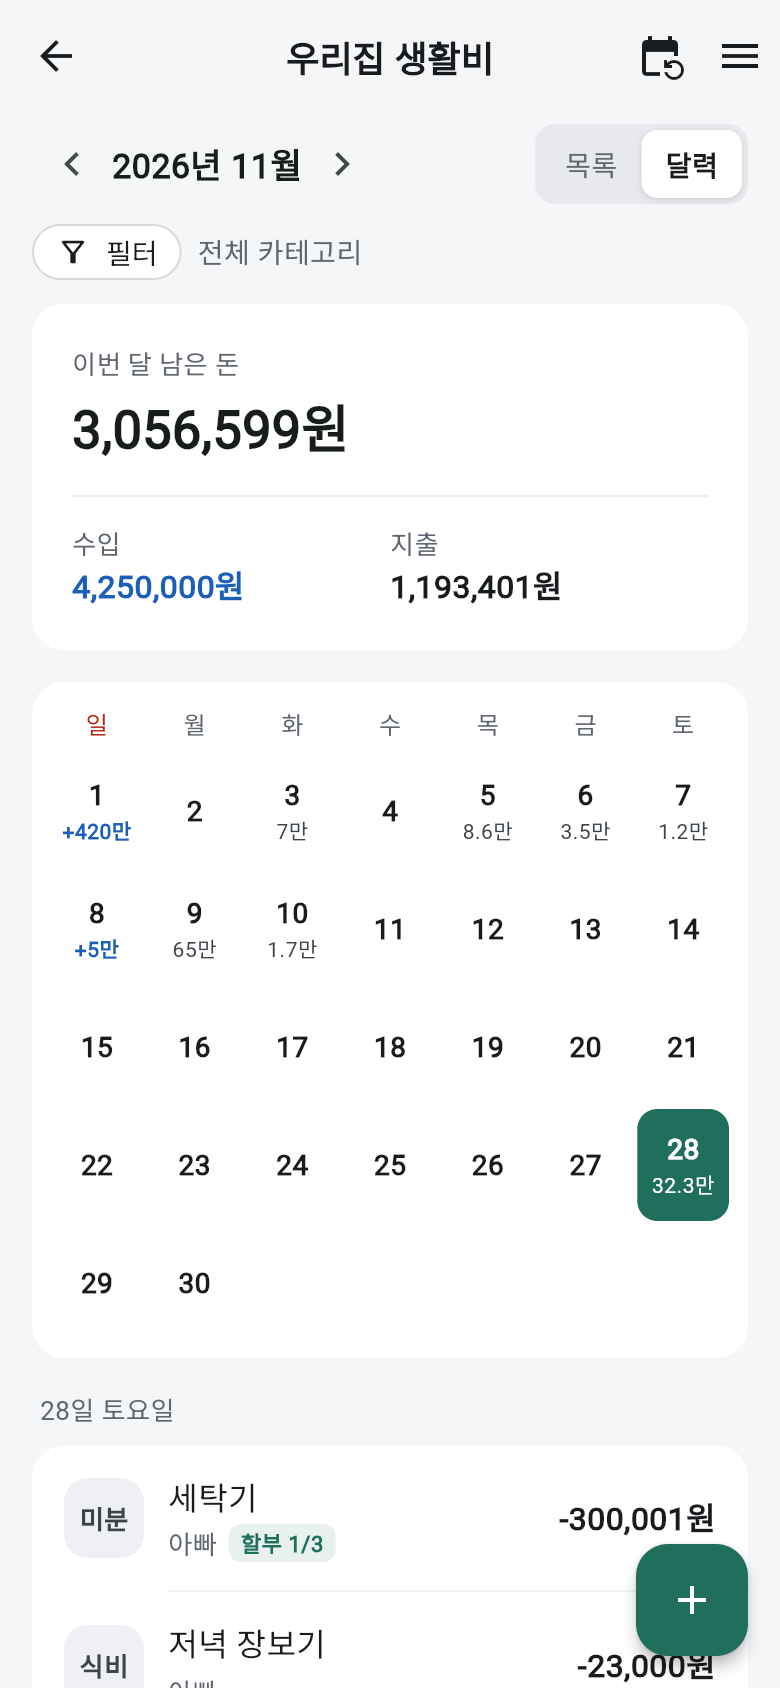 우리집 생활비
2026년 11월
목록 달력
필터 전체 카테고리
이번 달 남은 돈
3,056,599원
수입 지출
4,250,000원 1,193,401원
일 월 화 수 목 금 토
1 2 3 4 5 6 7
+420만 7만 8.6만 3.5만 1.2만
8 9 10 11 12 13 14
+5만 65만 1.7만
15 16 17 18 19 20 21
22 23 24 25 26 27 28
32.3만
29 30
28일 토요일
미분 세탁기 -300,001원
아빠 할부 1/3
식비 저녁 장보기 -23,000원